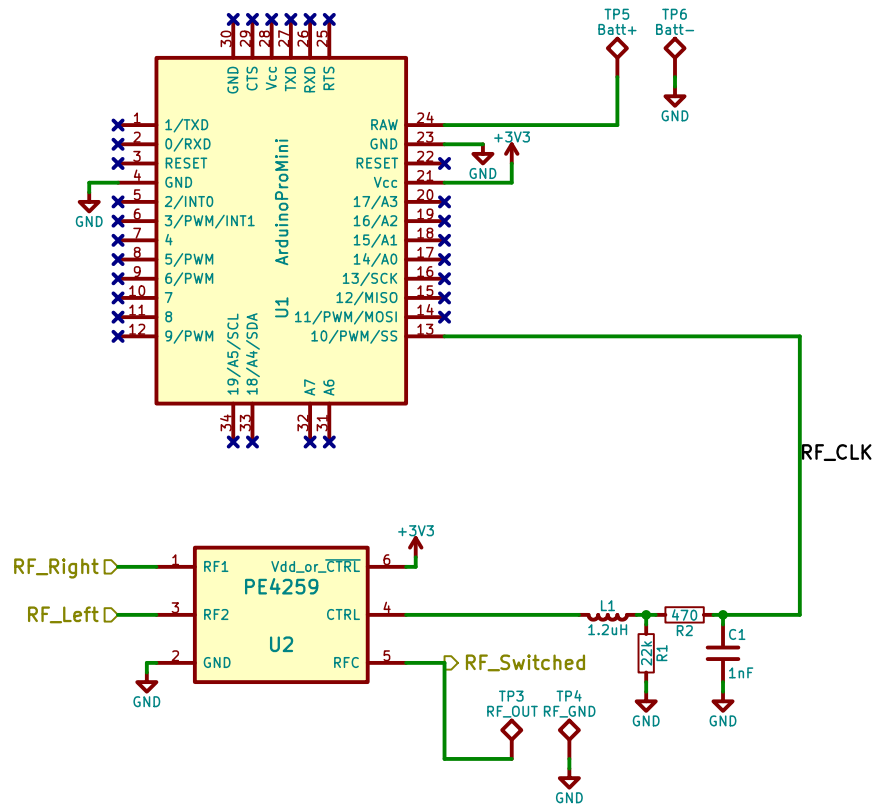 TP5
Batt+
TP6
Batt-
GND
30
29
28
27
26
25
GND
CTS
Vcc
TXD
RXD
RTS
1
1/TXD
2
0/RXD
3
RESET
4
GND
5
2/INT0
6
3/PWM/INT1
7
4
8
5/PWM
9
6/PWM
10
7
11
8
12
9/PWM
GND
ArduinoProMini
U1
RAW
24
GND
23
RESET
22
Vcc
21
17/A3
20
16/A2
19
15/A1
18
14/A0
17
13/SCK
16
12/MISO
15
11/PWM/MOSI
14
10/PWM/SS
13
+3V3
GND
19/A5/SCL
18/A4/SDA
A7
A6
34
33
32
31
RF_CLK
RF_Right
1
RF1
RF_Left
3
RF2
2
GND
GND
PE4259
U2
Vdd_or_CTRL
6
CTRL
4
RFC
5
+3V3
RF_Switched
TP3
RF_OUT
TP4
RF_GND
GND
L1
1.2uH
22k
R1
470
R2
C1
1nF
GND
GND